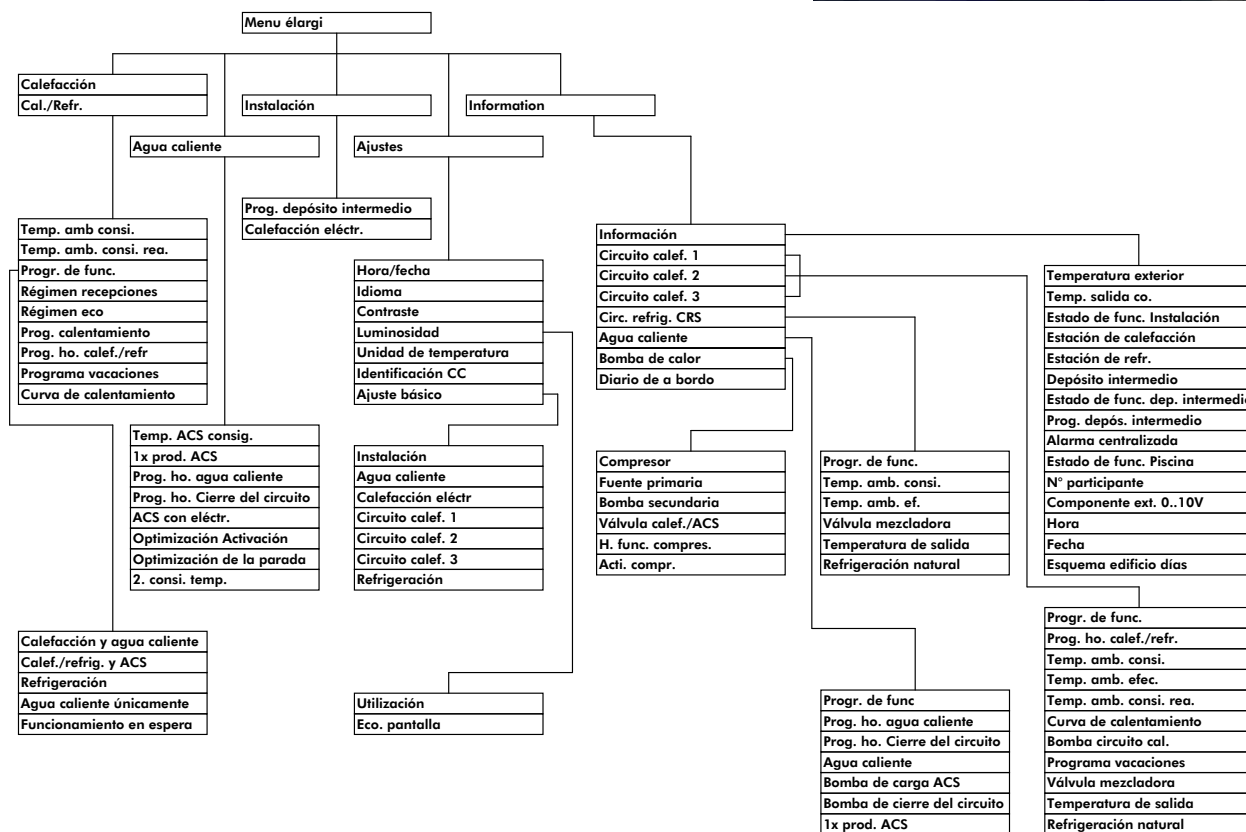 Menu élargi
Calefacción
Cal./Refr.
Instalación
Information
Agua caliente
Ajustes
Prog. depósito intermedio
Calefacción eléctr.
Temp. amb consi.
Temp. amb. consi. rea.
Progr. de func.
Régimen recepciones
Régimen eco
Prog. calentamiento
Prog. ho. calef./refr
Programa vacaciones
Curva de calentamiento
Hora/fecha
Idioma
Contraste
Luminosidad
Unidad de temperatura
Identificación CC
Ajuste básico
Información
Circuito calef. 1
Circuito calef. 2
Circuito calef. 3
Circ. refrig. CRS
Agua caliente
Bomba de calor
Diario de a bordo
Temperatura exterior
Temp. salida co.
Estado de func. Instalación
Estación de calefacción
Estación de refr.
Depósito intermedio
Estado de func. dep. intermedio
Prog. depós. intermedio
Alarma centralizada
Estado de func. Piscina
N° participante
Componente ext. 0..10V
Hora
Fecha
Esquema edificio días
Temp. ACS consig.
1x prod. ACS
Prog. ho. agua caliente
Prog. ho. Cierre del circuito
ACS con eléctr.
Optimización Activación
Optimización de la parada
2. consi. temp.
Instalación
Agua caliente
Calefacción eléctr
Circuito calef. 1
Circuito calef. 2
Circuito calef. 3
Refrigeración
Compresor
Fuente primaria
Bomba secundaria
Válvula calef./ACS
H. func. compres.
Acti. compr.
Progr. de func.
Temp. amb. consi.
Temp. amb. ef.
Válvula mezcladora
Temperatura de salida
Refrigeración natural
Calefacción y agua caliente
Calef./refrig. y ACS
Refrigeración
Agua caliente únicamente
Funcionamiento en espera
Utilización
Eco. pantalla
Progr. de func
Prog. ho. agua caliente
Prog. ho. Cierre del circuito
Agua caliente
Bomba de carga ACS
Bomba de cierre del circuito
1x prod. ACS
Progr. de func.
Prog. ho. calef./refr.
Temp. amb. consi.
Temp. amb. efec.
Temp. amb. consi. rea.
Curva de calentamiento
Bomba circuito cal.
Programa vacaciones
Válvula mezcladora
Temperatura de salida
Refrigeración natural